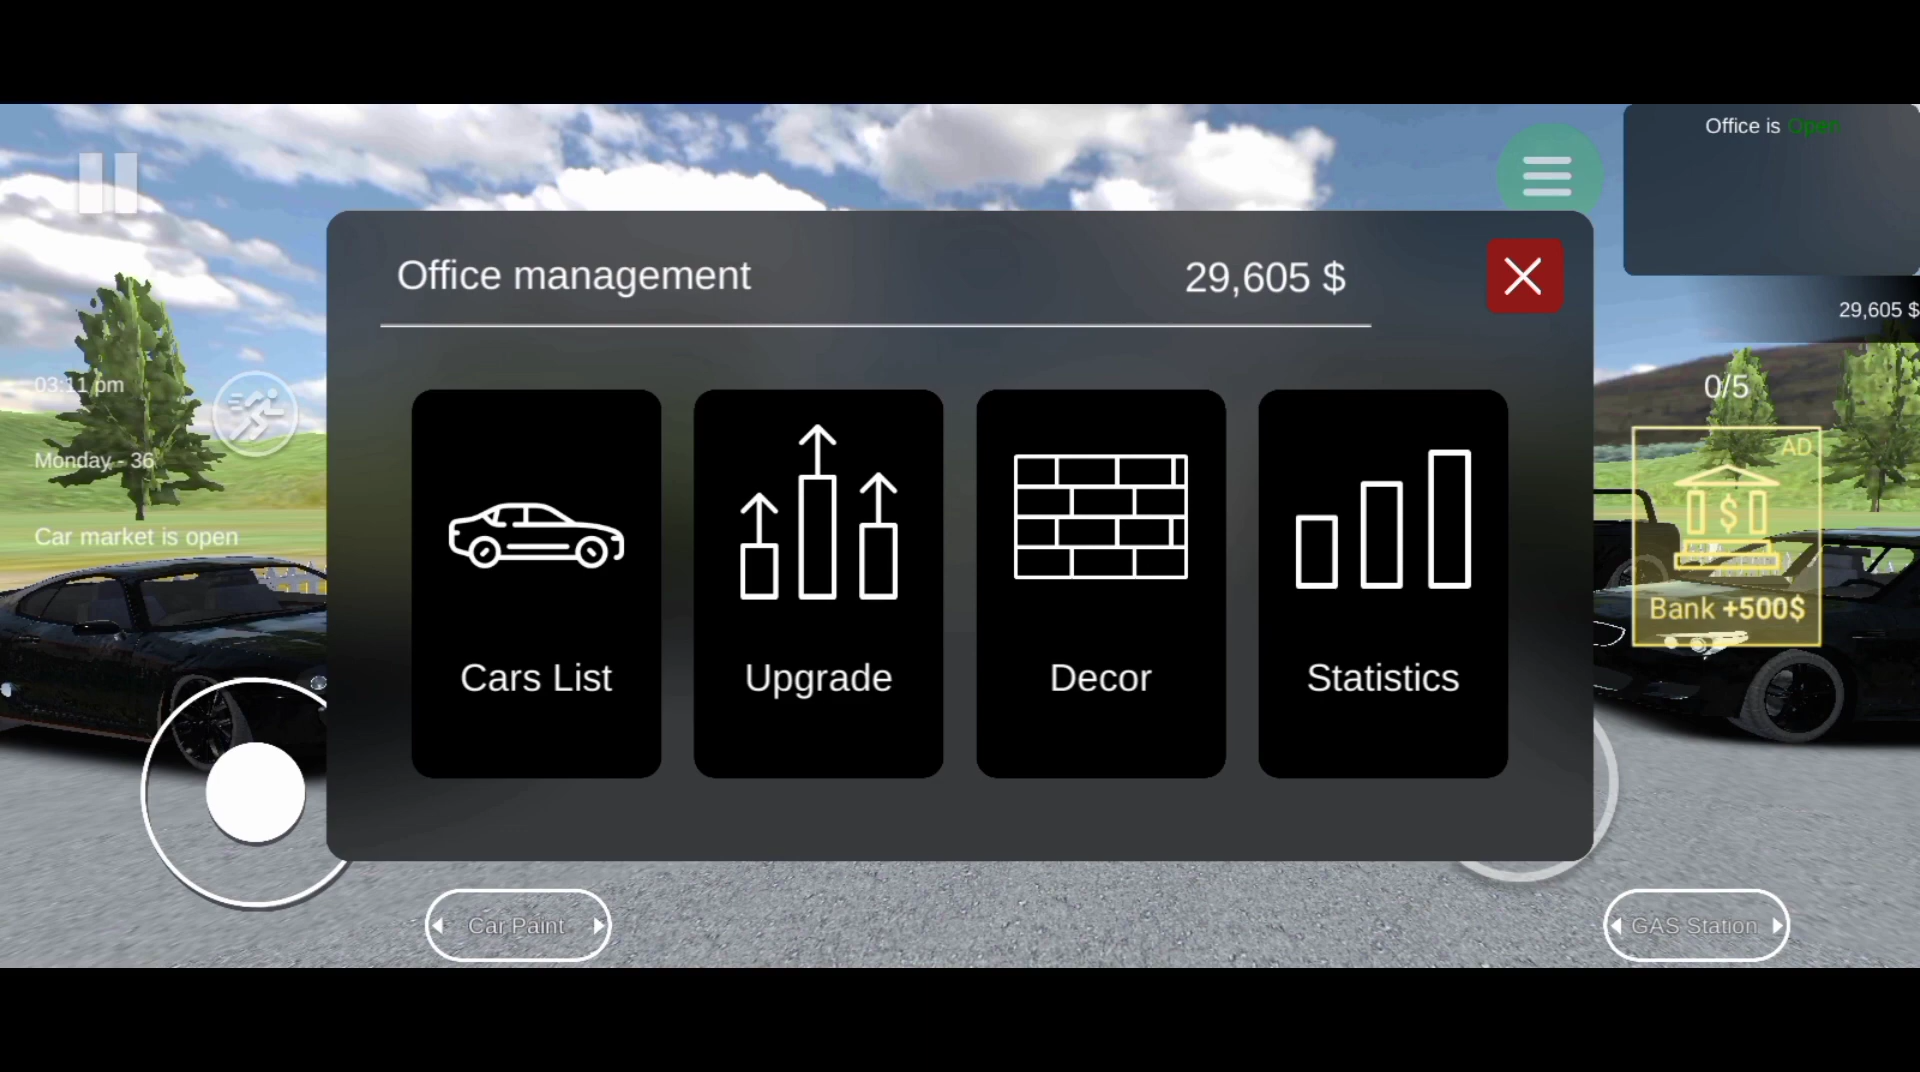 Office is Open
Office management
29,605 $
29,605 $
03:11 pm
0/5
AD
Monday - 36
$
Car market is open
Bank +500$
Cars List
Upgrade
Decor
Statistics
Car Paint
GAS Station